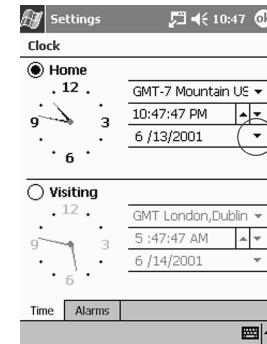 Settings 10:47 ok
Clock
Home
12
9 3
6
GMT-7 Mountain US
10:47:47 PM
6 /13/2001
Visiting
12
9 3
6
GMT London,Dublin
5 :47:47 AM
6 /14/2001
Time Alarms